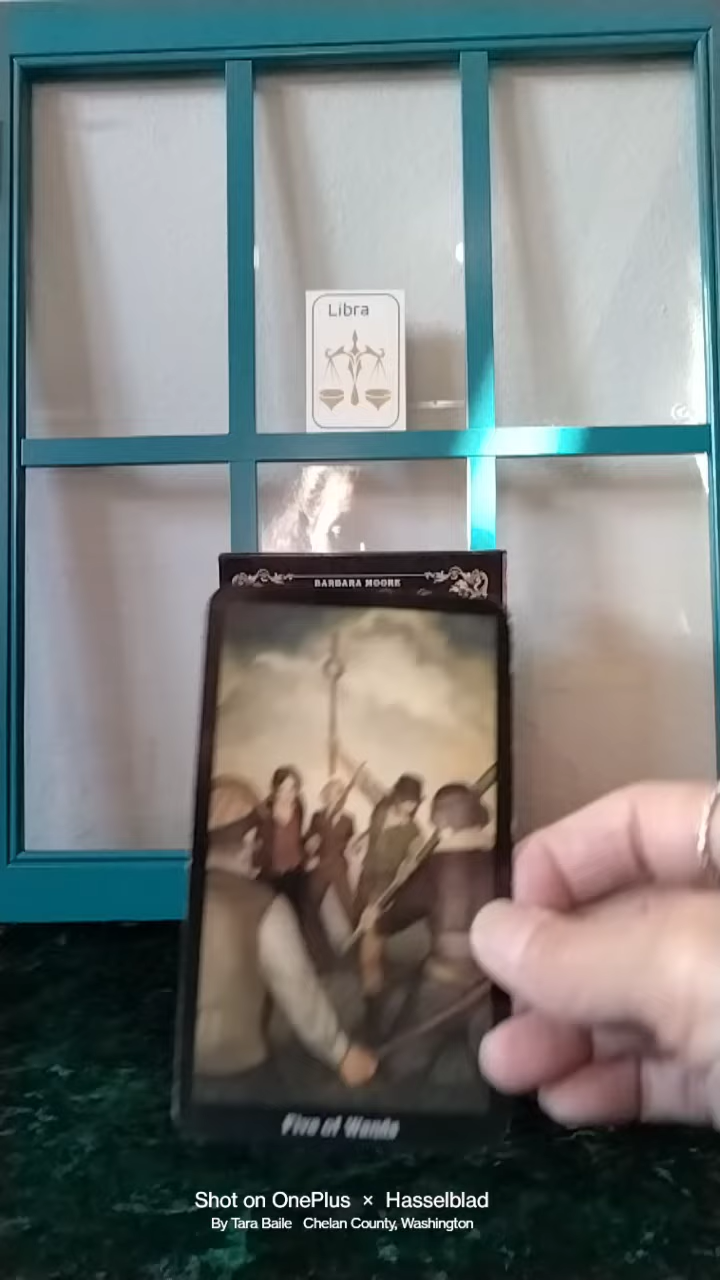 Libra
BARBARA MOORE
Five of Wands
Shot on OnePlus × Hasselblad
By Tara Baile Chelan County, Washington